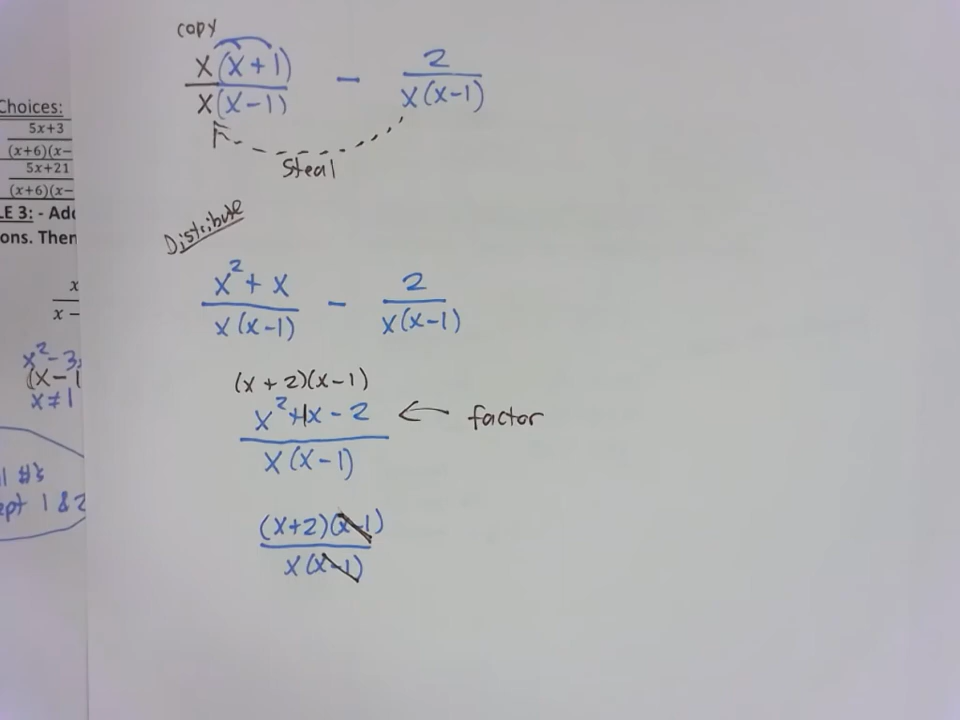 copy
x(x+1)/x(x-1) - 2/x(x-1)
Steal
Distribute
x²+x/x(x-1) - 2/x(x-1)
(x+2)(x-1)
x²+1x-2/x(x-1) ← factor
(x+2)(x-1)/x(x-1)
Choices:
5x+3
(x+6)(x-
5x+21
(x+6)(x-
LE 3: - Add
ons. Then
x
x -
x²-3
(x-1
x≠1
#'s
ept 1 & 2